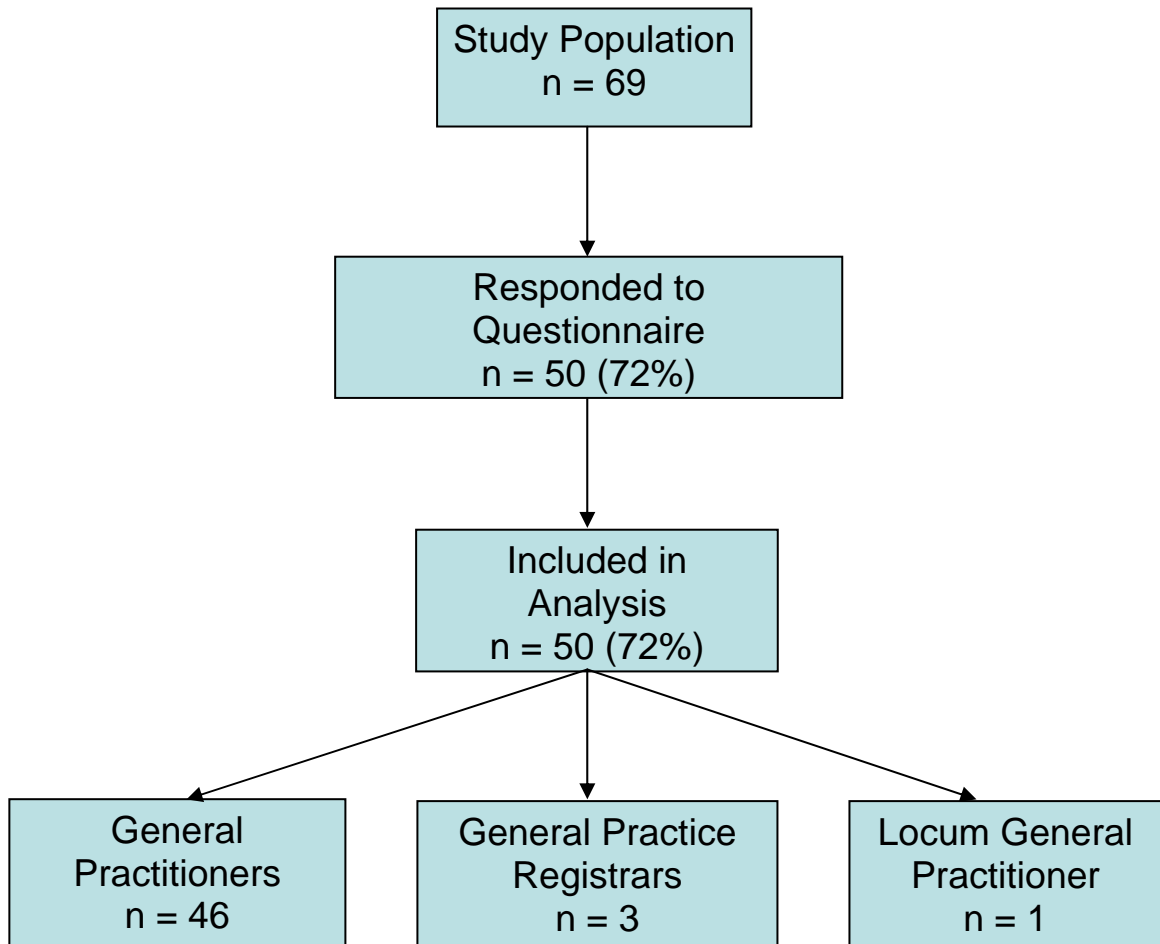 Study Population
n = 69
Responded to
Questionnaire
n = 50 (72%)
Included in
Analysis
n = 50 (72%)
General
Practitioners
n = 46
General Practice
Registrars
n = 3
Locum General
Practitioner
n = 1